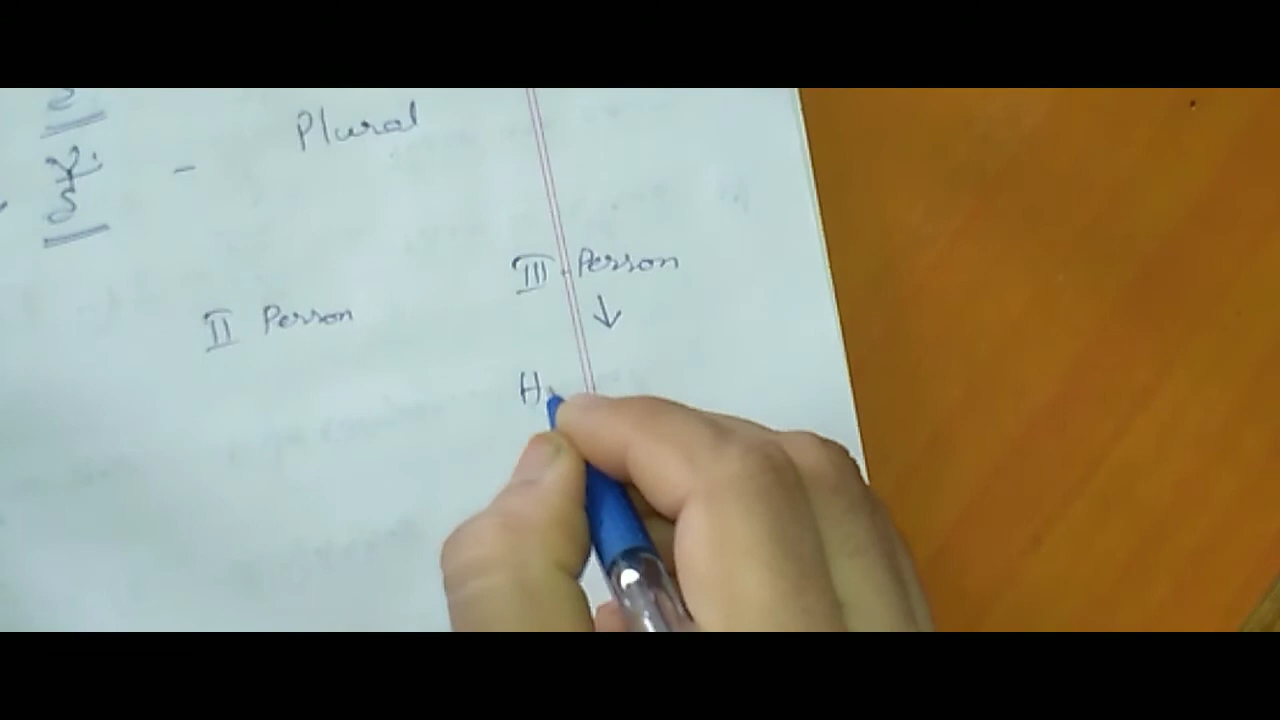 - Plural
III Person
II Person
↓
H